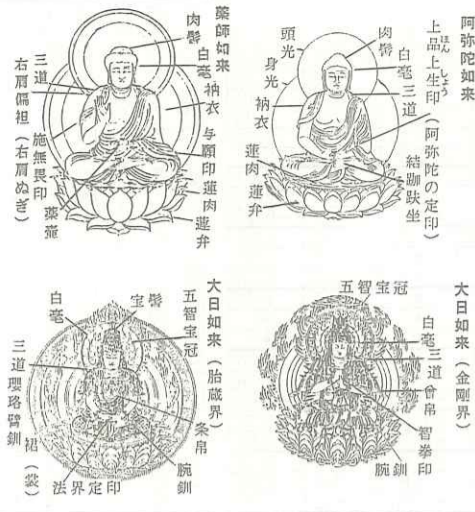 阿弥陀如来
上品上生印(阿弥陀の定印)
ほん しょう
肉髻
白毫
三道
頭光
身光
衲衣
結跏趺坐
蓮肉
蓮弁
薬師如来
肉髻
白毫
衲衣
与願印
蓮肉
蓮弁
三道
右肩偏袒(右肩ぬぎ)
施無畏印
薬壺
大日如来(金剛界)
五智宝冠
白毫
三道
條帛
智拳印
腕釧
大日如来(胎蔵界)
五智宝冠
宝髻
白毫
三道
瓔珞
臂釧
裙(裳)
条帛
腕釧
法界定印